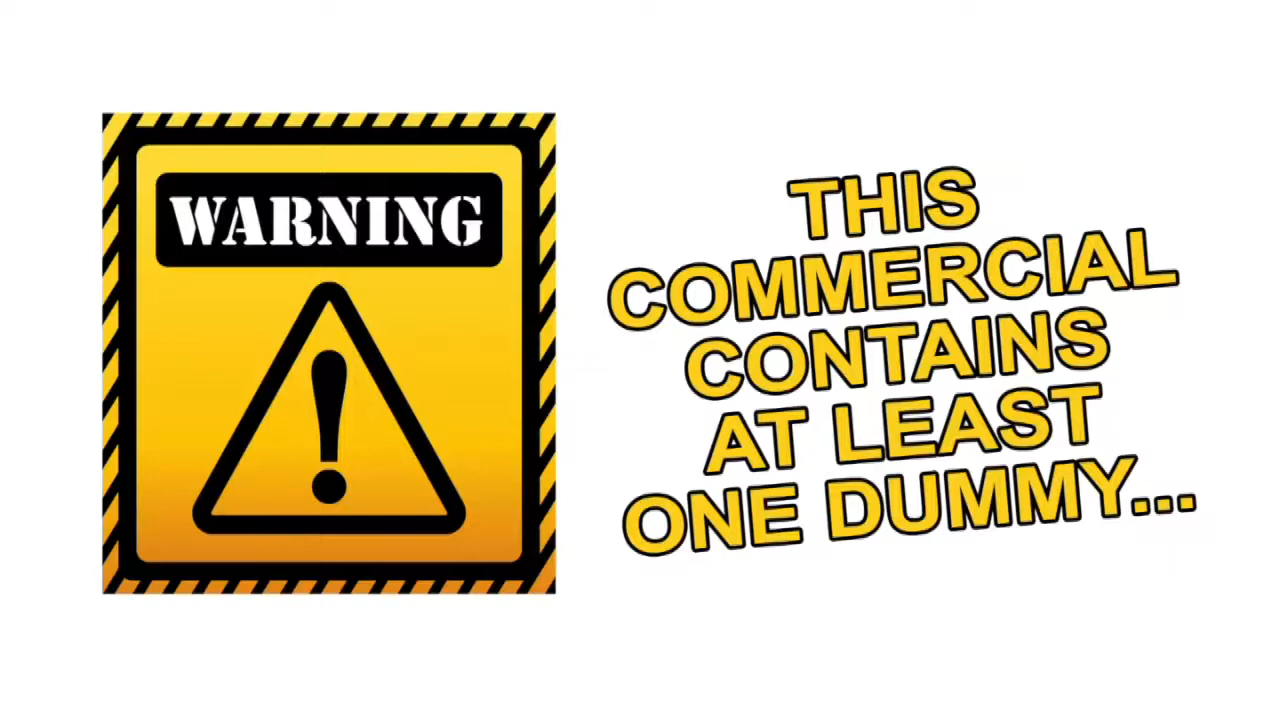 WARNING
THIS
COMMERCIAL
CONTAINS
AT LEAST
ONE DUMMY...